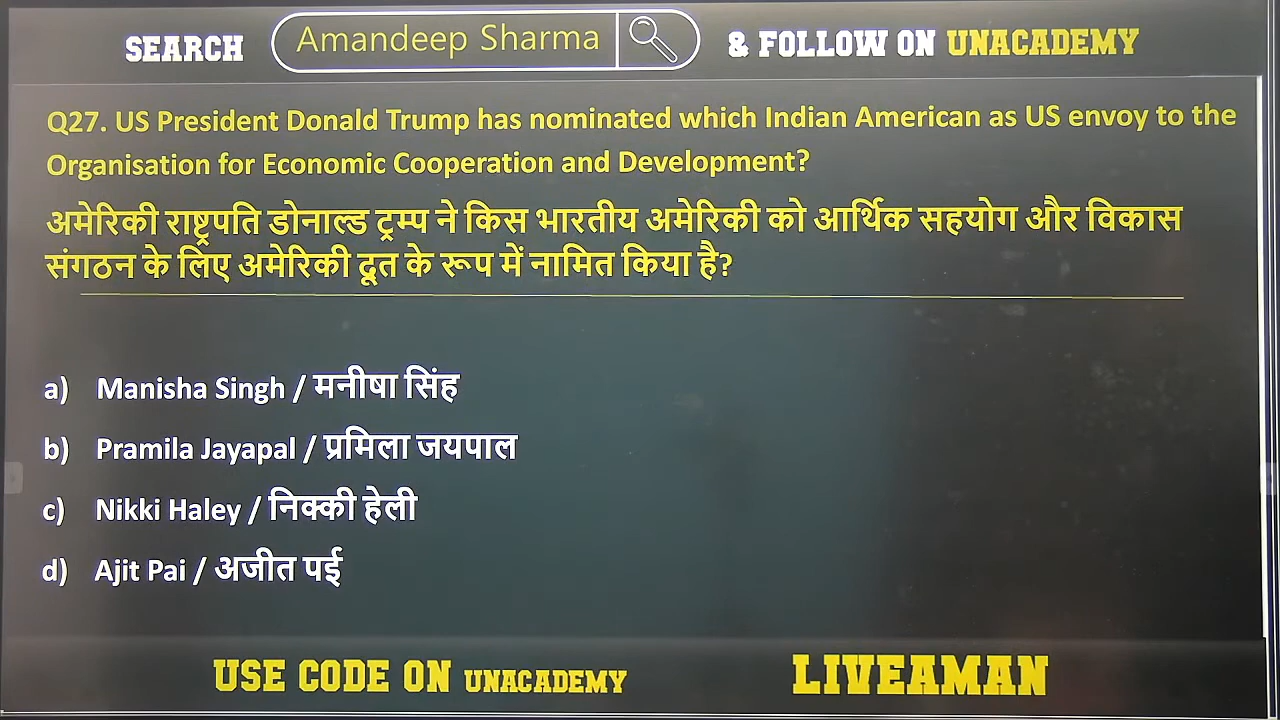 SEARCH Amandeep Sharma & FOLLOW ON UNACADEMY
Q27. US President Donald Trump has nominated which Indian American as US envoy to the
Organisation for Economic Cooperation and Development?
अमेरिकी राष्ट्रपति डोनाल्ड ट्रम्प ने किस भारतीय अमेरिकी को आर्थिक सहयोग और विकास
संगठन के लिए अमेरिकी दूत के रूप में नामित किया है?
a) Manisha Singh / मनीषा सिंह
b) Pramila Jayapal / प्रमिला जयपाल
c) Nikki Haley / निक्की हेली
d) Ajit Pai / अजीत पई
USE CODE ON UNACADEMY LIVEAMAN